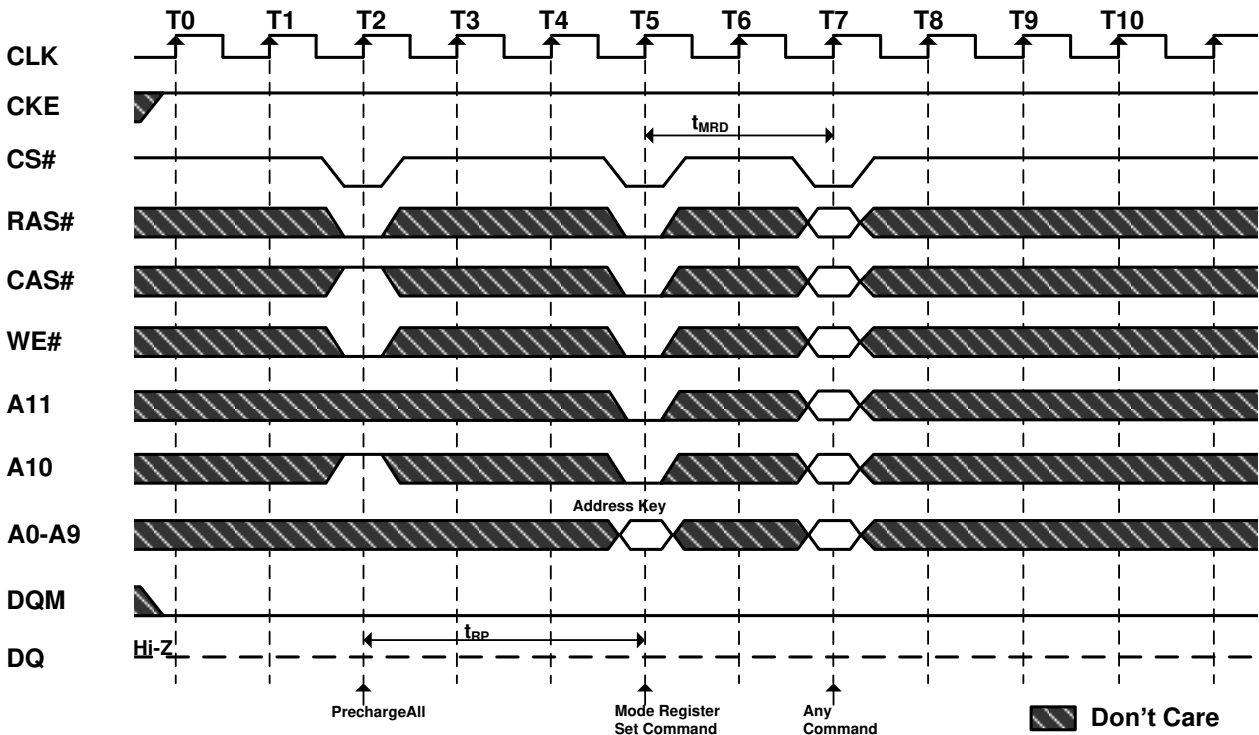 T0 T1 T2 T3 T4 T5 T6 T7 T8 T9 T10
CLK
CKE
tMRD
CS#
RAS#
CAS#
WE#
A11
A10
Address Key
A0-A9
DQM
tRP
Hi-Z
DQ
PrechargeAll
Mode Register
Set Command
Any
Command
Don't Care